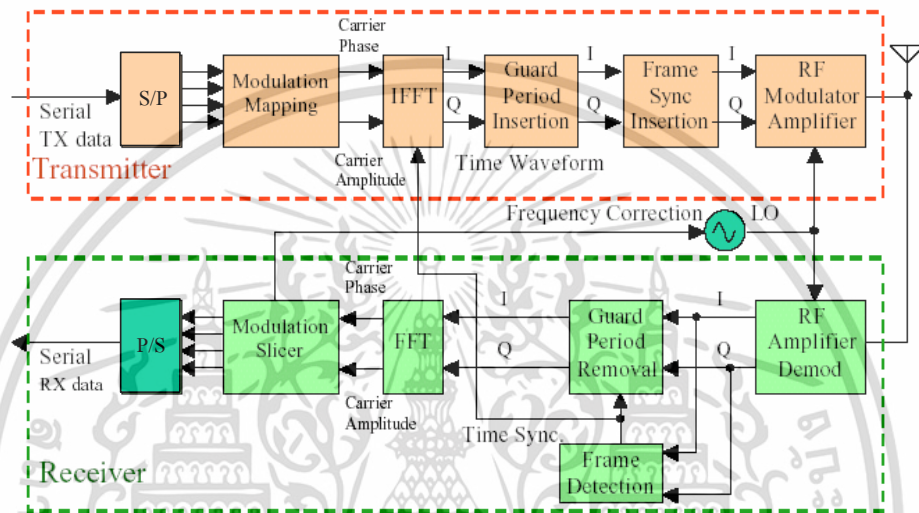 Carrier
Phase
S/P
Modulation
Mapping
IFFT
I
Q
Guard
Period
Insertion
I
Q
Frame
Sync
Insertion
I
Q
RF
Modulator
Amplifier
Serial
TX data
Carrier
Amplitude
Time Waveform
Transmitter
Frequency Correction
LO
Carrier
Phase
P/S
Modulation
Slicer
FFT
I
Q
Guard
Period
Removal
I
Q
RF
Amplifier
Demod
Serial
RX data
Carrier
Amplitude
Time Sync.
Frame
Detection
Receiver